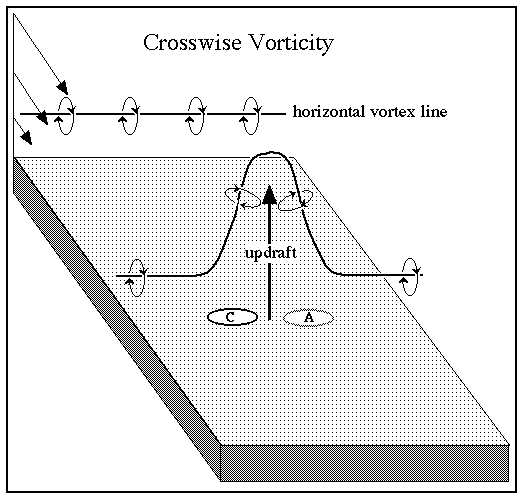 Crosswise Vorticity
horizontal vortex line
updraft
C A